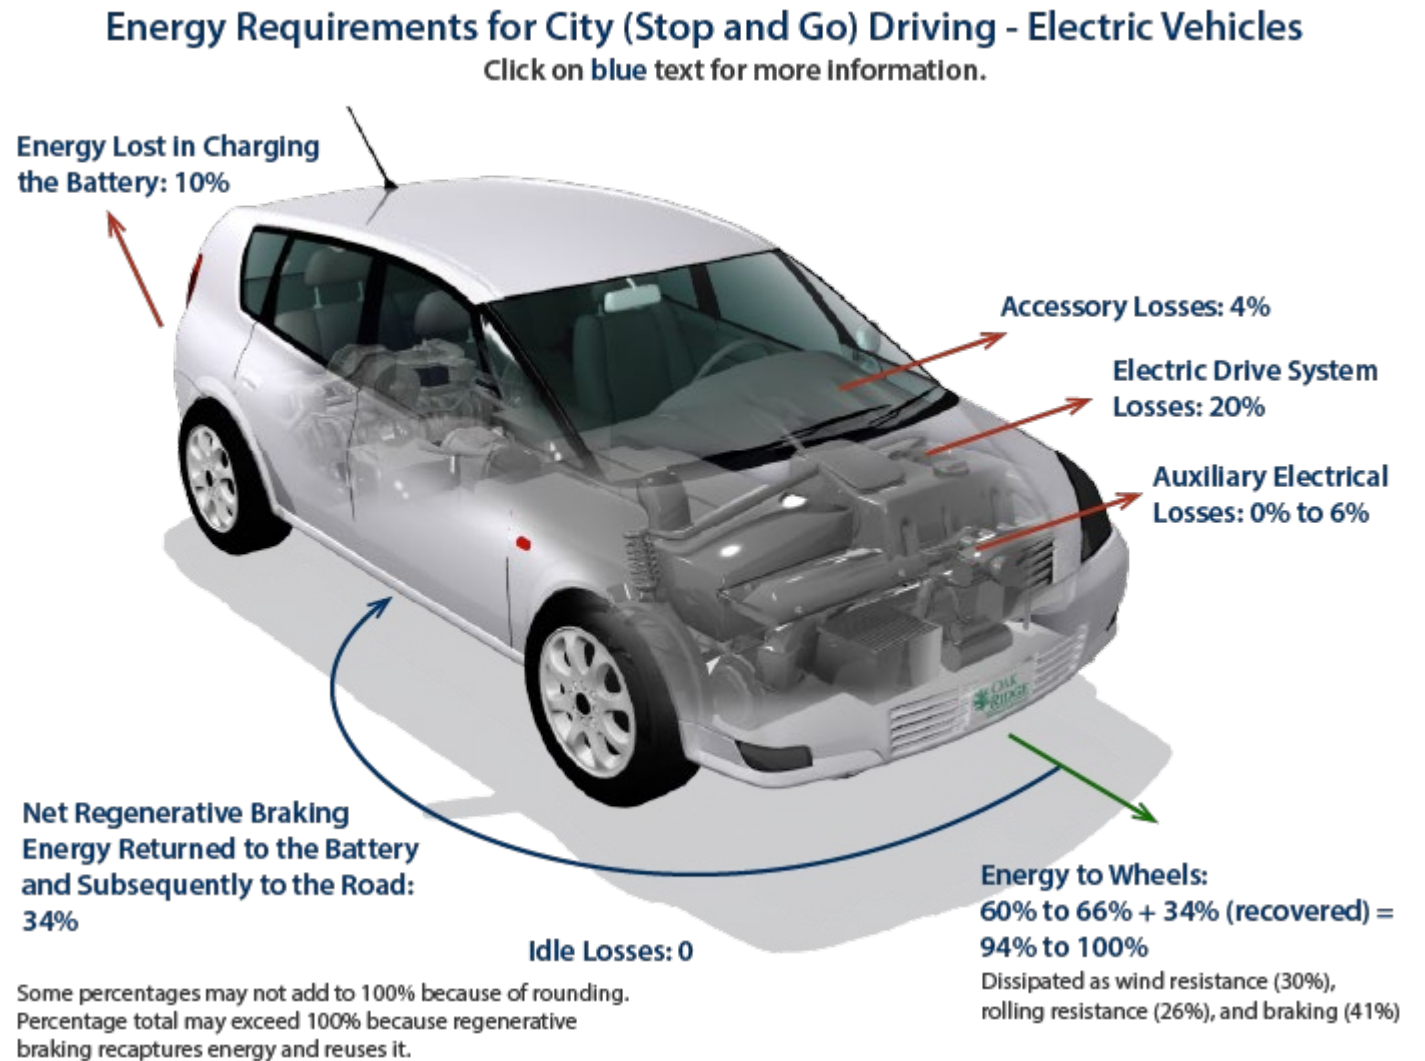 Energy Requirements for City (Stop and Go) Driving - Electric Vehicles
Click on blue text for more information.
Energy Lost in Charging
the Battery: 10%
Accessory Losses: 4%
Electric Drive System
Losses: 20%
Auxiliary Electrical
Losses: 0% to 6%
OAK
RIDGE
Net Regenerative Braking
Energy Returned to the Battery
and Subsequently to the Road:
34%
Energy to Wheels:
60% to 66% + 34% (recovered) =
94% to 100%
Dissipated as wind resistance (30%),
rolling resistance (26%), and braking (41%)
Idle Losses: 0
Some percentages may not add to 100% because of rounding.
Percentage total may exceed 100% because regenerative
braking recaptures energy and reuses it.